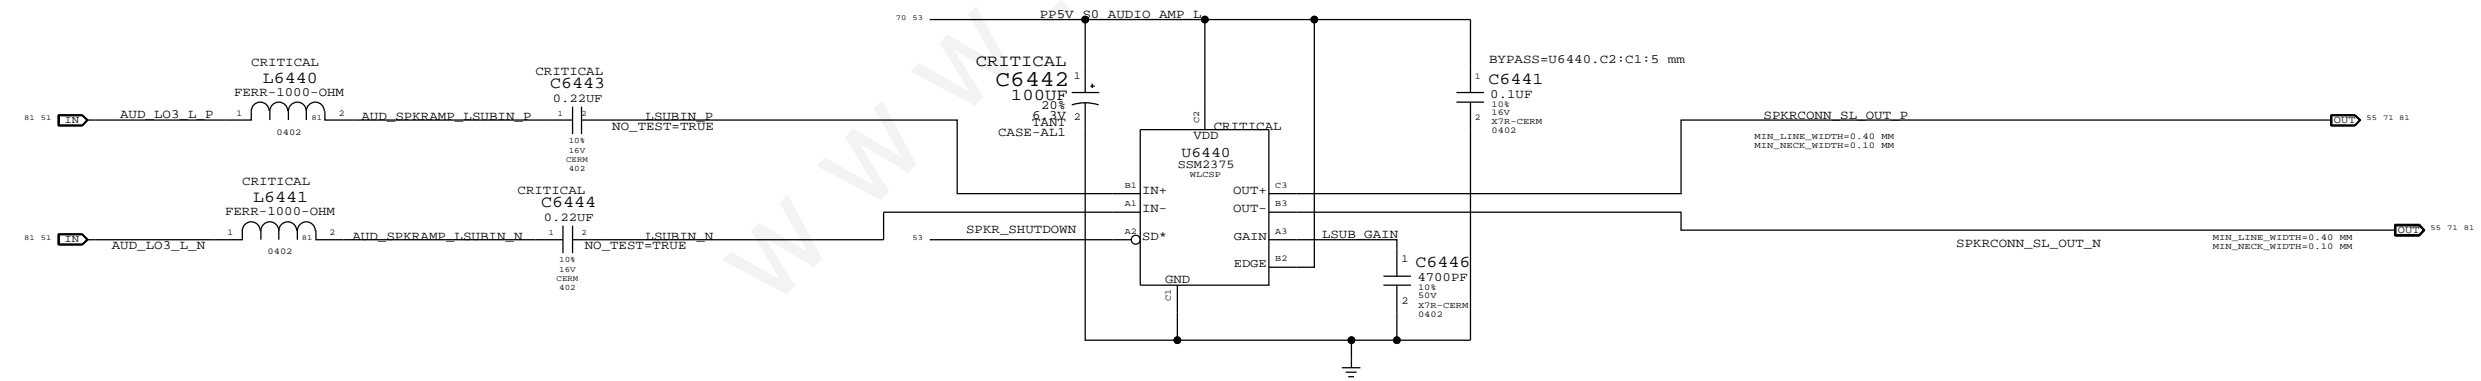 70 53
PP5V_S0_AUDIO_AMP_L
CRITICAL
L6440
FERR-1000-OHM
1
2
81
0402
81 51
IN
AUD_LO3_L_P
AUD_SPKRAMP_LSUBIN_P
CRITICAL
C6443
0.22UF
1
2
10%
16V
CERM
402
LSUBIN_P
NO_TEST=TRUE
CRITICAL
L6441
FERR-1000-OHM
1
2
81
0402
81 51
IN
AUD_LO3_L_N
AUD_SPKRAMP_LSUBIN_N
CRITICAL
C6444
0.22UF
1
2
10%
16V
CERM
402
LSUBIN_N
NO_TEST=TRUE
CRITICAL
C6442
100UF
20%
6.3V
TANT
CASE-AL1
1
+
2
53
SPKR_SHUTDOWN
CRITICAL
C2
VDD
U6440
SSM2375
WLCSP
B1
IN+
A1
IN-
A2
SD*
OUT+
C3
OUT-
B3
GAIN
A3
EDGE
B2
GND
C1
LSUB_GAIN
1
C6446
4700PF
10%
50V
X7R-CERM
0402
2
BYPASS=U6440.C2:C1:5 mm
1
C6441
0.1UF
10%
16V
X7R-CERM
0402
2
SPKRCONN_SL_OUT_P
MIN_LINE_WIDTH=0.40 MM
MIN_NECK_WIDTH=0.10 MM
OUT
55 71 81
SPKRCONN_SL_OUT_N
MIN_LINE_WIDTH=0.40 MM
MIN_NECK_WIDTH=0.10 MM
OUT
55 71 81
w w w .